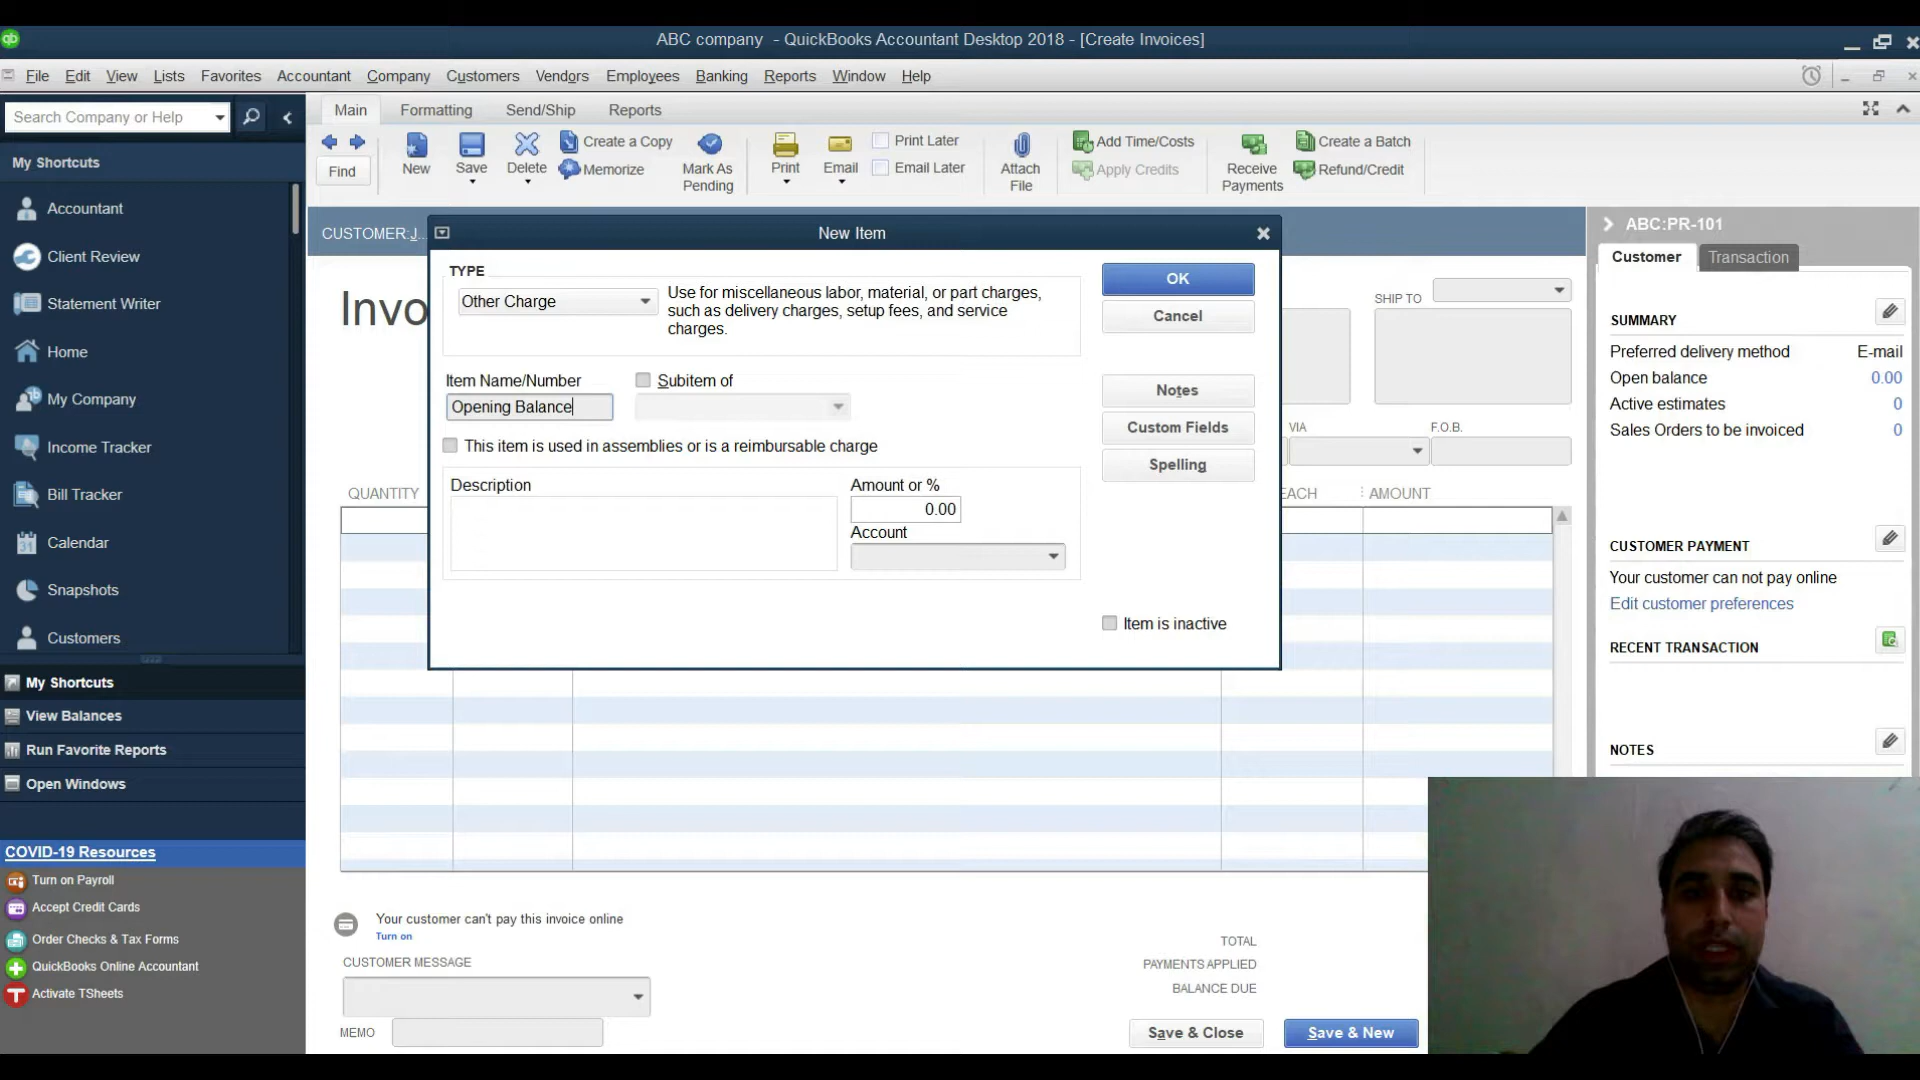 ABC company - QuickBooks Accountant Desktop 2018 - [Create Invoices]
File Edit View Lists Favorites Accountant Company Customers Vendors Employees Banking Reports Window Help
Search Company or Help
My Shortcuts
Accountant
Client Review
Statement Writer
Home
My Company
Income Tracker
Bill Tracker
Calendar
Snapshots
Customers
My Shortcuts
View Balances
Run Favorite Reports
Open Windows
COVID-19 Resources
Turn on Payroll
Accept Credit Cards
Order Checks & Tax Forms
QuickBooks Online Accountant
Activate TSheets
Main Formatting Send/Ship Reports
Find
New
Save
Delete
Create a Copy
Memorize
Mark As
Pending
Print
Email
Print Later
Email Later
Attach
File
Add Time/Costs
Apply Credits
Receive
Payments
Create a Batch
Refund/Credit
CUSTOMER:J...
Invo
SHIP TO
VIA
F.O.B.
QUANTITY
EACH
AMOUNT
New Item
TYPE
Other Charge
Use for miscellaneous labor, material, or part charges,
such as delivery charges, setup fees, and service
charges.
OK
Cancel
Notes
Custom Fields
Spelling
Item Name/Number
Subitem of
Opening Balance
This item is used in assemblies or is a reimbursable charge
Description
Amount or %
0.00
Account
Item is inactive
Your customer can't pay this invoice online
Turn on
CUSTOMER MESSAGE
MEMO
TOTAL
PAYMENTS APPLIED
BALANCE DUE
Save & Close
Save & New
ABC:PR-101
Customer Transaction
SUMMARY
Preferred delivery method E-mail
Open balance 0.00
Active estimates 0
Sales Orders to be invoiced 0
CUSTOMER PAYMENT
Your customer can not pay online
Edit customer preferences
RECENT TRANSACTION
NOTES